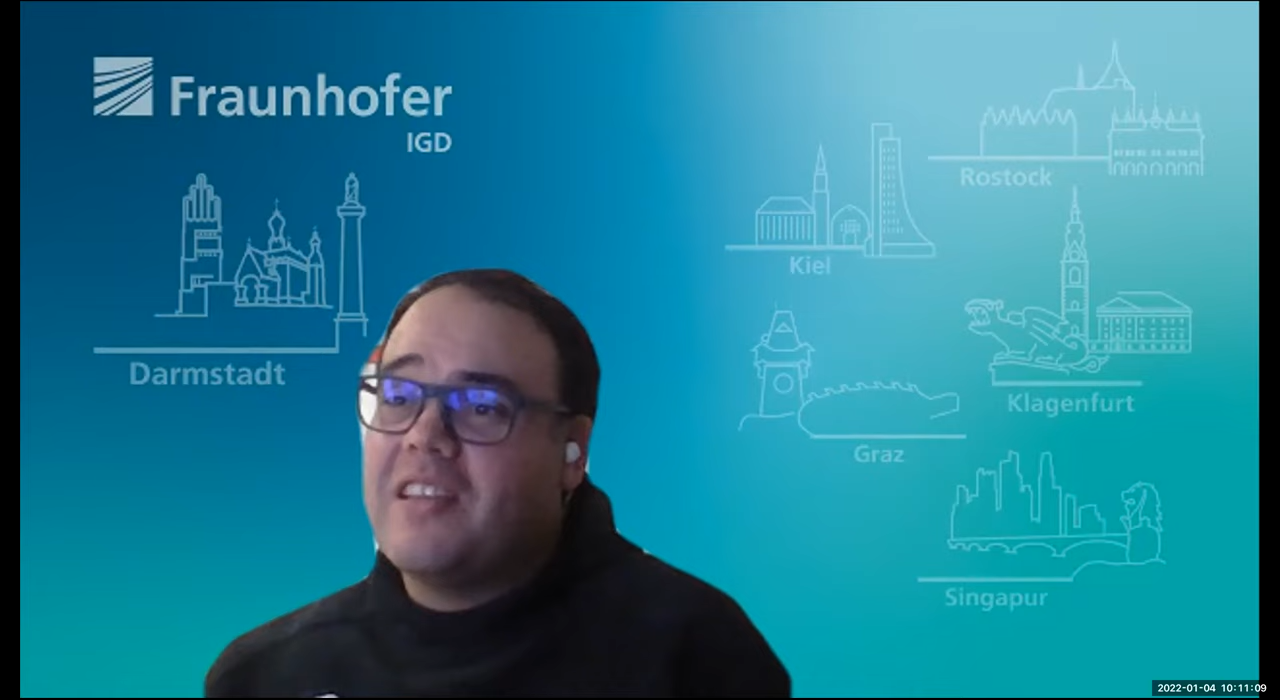 Fraunhofer
IGD
Rostock
Kiel
Darmstadt
Klagenfurt
Graz
Singapur
2022-01-04 10:11:09